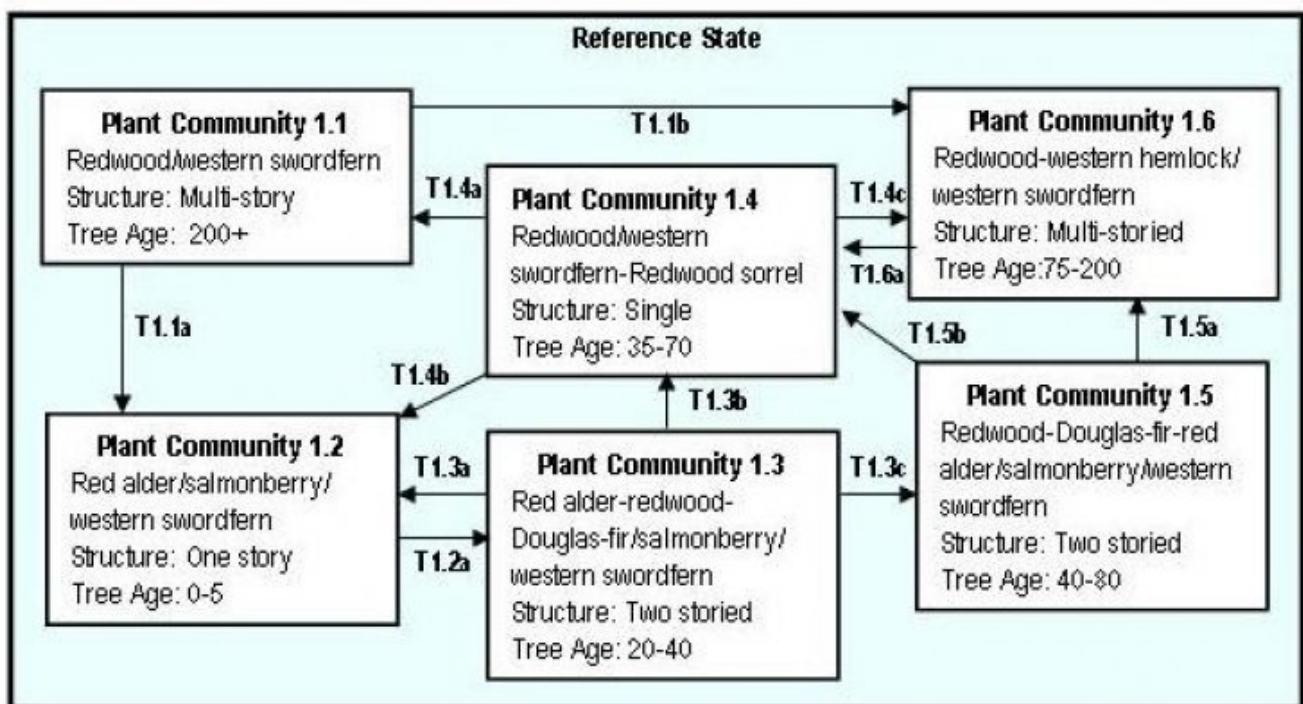 Reference State
Plant Community 1.1
Redwood/western swordfern
Structure: Multi-story
Tree Age: 200+
T1.1b
Plant Community 1.6
Redwood-western hemlock/
western swordfern
Structure: Multi-storied
Tree Age:75-200
T1.4a
Plant Community 1.4
Redwood/western
swordfern-Redwood sorrel
Structure: Single
Tree Age: 35-70
T1.4c
T1.6a
T1.1a
T1.4b
T1.3b
T1.5b
T1.5a
Plant Community 1.2
Red alder/salmonberry/
western swordfern
Structure: One story
Tree Age: 0-5
T1.3a
T1.2a
Plant Community 1.3
Red alder-redwood-
Douglas-fir/salmonberry/
western swordfern
Structure: Two storied
Tree Age: 20-40
T1.3c
Plant Community 1.5
Redwood-Douglas-fir-red
alder/salmonberry/western
swordfern
Structure: Two storied
Tree Age: 40-80